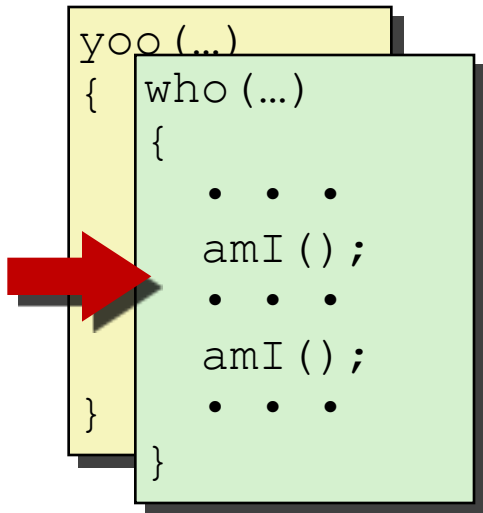 yoo(…)
{
}
who(…)
{
• • •
amI();
• • •
amI();
• • •
}